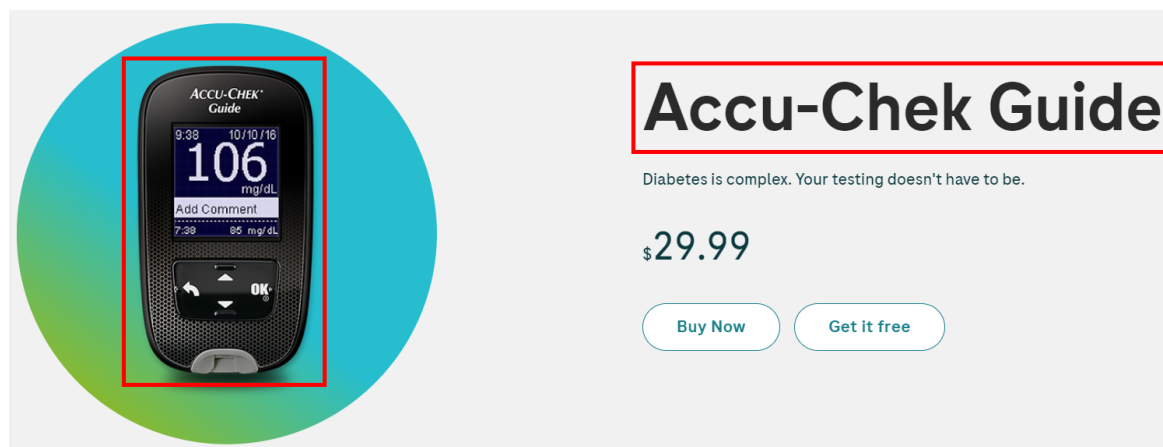 ACCU-CHEK®
Guide
9:38 10/10/16
106
mg/dL
Add Comment
7:38 85 mg/dL
OK
Accu-Chek Guide
Diabetes is complex. Your testing doesn't have to be.
$29.99
Buy Now Get it free